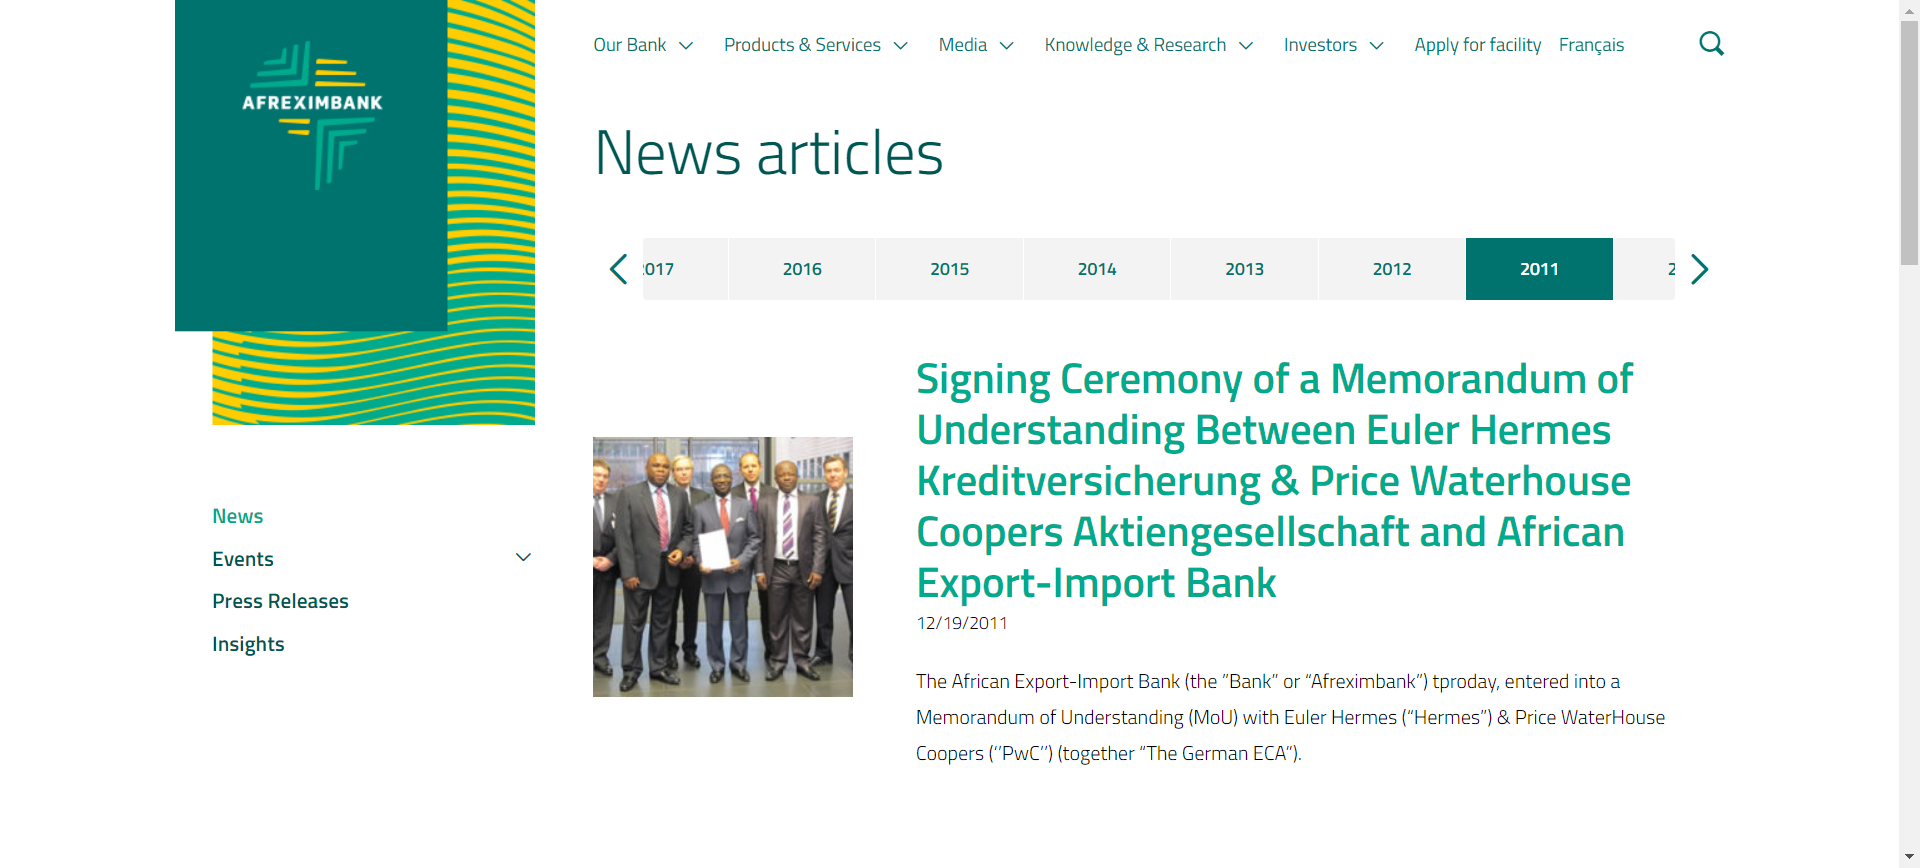 AFREXIMBANK
Our Bank
Products & Services
Media
Knowledge & Research
Investors
Apply for facility
Français
News articles
2016
2015
2014
2013
2012
2011
Signing Ceremony of a Memorandum of
Understanding Between Euler Hermes
Kreditversicherung & Price Waterhouse
Coopers Aktiengesellschaft and African
Export-Import Bank
12/19/2011
The African Export-Import Bank (the ”Bank” or “Afreximbank”) tproday, entered into a
Memorandum of Understanding (MoU) with Euler Hermes (“Hermes”) & Price WaterHouse
Coopers (‘’PwC’’) (together “The German ECA”).
News
Events
Press Releases
Insights